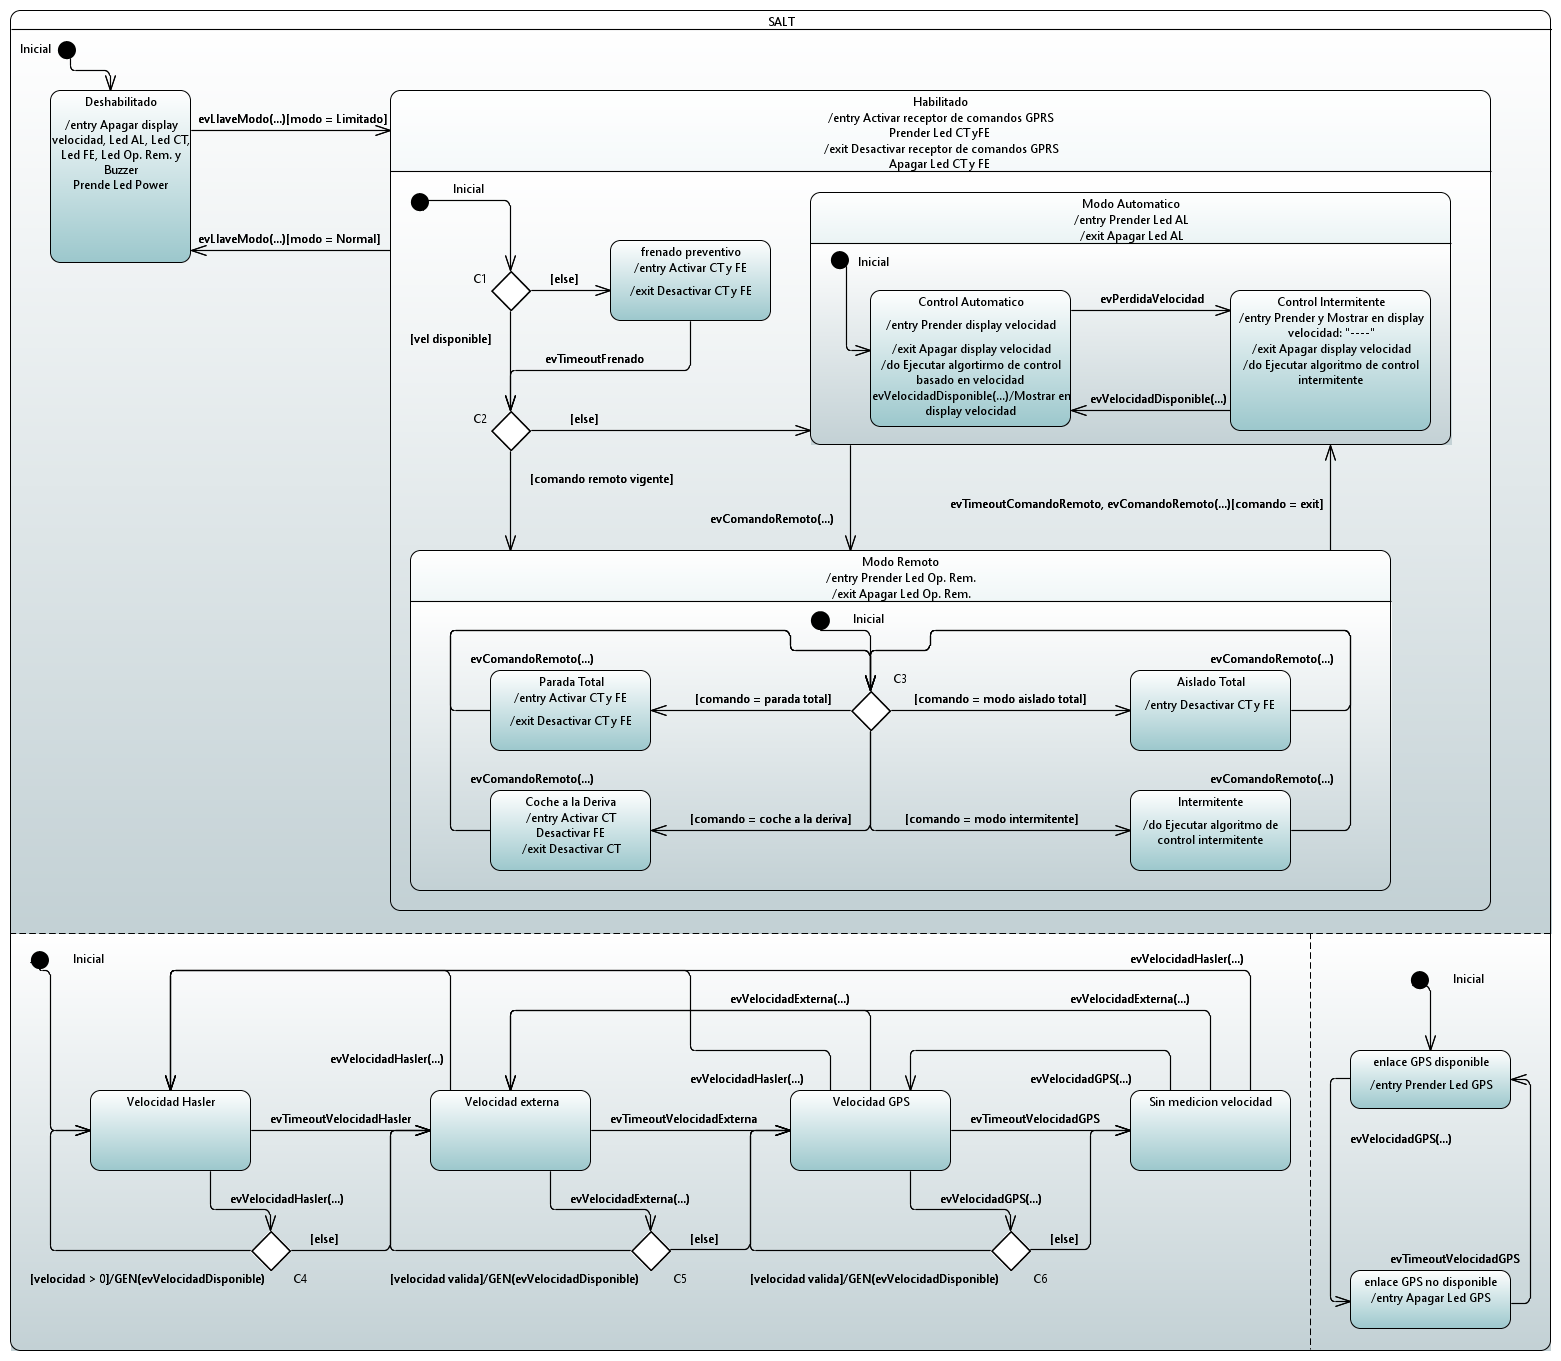 SALT
Inicial
Deshabilitado
/entry Apagar display
velocidad, Led AL, Led CT,
Led FE, Led Op. Rem. y
Buzzer
Prende Led Power
evLlaveModo(...)[modo = Limitado]
evLlaveModo(...)[modo = Normal]
Habilitado
/entry Activar receptor de comandos GPRS
Prender Led CT y FE
/exit Desactivar receptor de comandos GPRS
Apagar Led CT y FE
Inicial
C1
[else]
[vel disponible]
frenado preventivo
/entry Activar CT y FE
/exit Desactivar CT y FE
evTimeoutFrenado
C2
[else]
[comando remoto vigente]
Modo Automatico
/entry Prender Led AL
/exit Apagar Led AL
Inicial
Control Automatico
/entry Prender display velocidad
/exit Apagar display velocidad
/do Ejecutar algortirmo de control
basado en velocidad
evVelocidadDisponible(...)/Mostrar en
display velocidad
evPerdidaVelocidad
evVelocidadDisponible(...)
Control Intermitente
/entry Prender y Mostrar en display
velocidad: "----"
/exit Apagar display velocidad
/do Ejecutar algoritmo de control
intermitente
evComandoRemoto(...)
evTimeoutComandoRemoto, evComandoRemoto(...)[comando = exit]
Modo Remoto
/entry Prender Led Op. Rem.
/exit Apagar Led Op. Rem.
Inicial
C3
evComandoRemoto(...)
Parada Total
/entry Activar CT y FE
/exit Desactivar CT y FE
[comando = parada total]
[comando = modo aislado total]
evComandoRemoto(...)
Aislado Total
/entry Desactivar CT y FE
evComandoRemoto(...)
Coche a la Deriva
/entry Activar CT
Desactivar FE
/exit Desactivar CT
[comando = coche a la deriva]
[comando = modo intermitente]
evComandoRemoto(...)
Intermitente
/do Ejecutar algoritmo de
control intermitente
Inicial
evVelocidadHasler(...)
evVelocidadExterna(...)
evVelocidadExterna(...)
evVelocidadHasler(...)
evVelocidadHasler(...)
evVelocidadGPS(...)
Velocidad Hasler
evTimeoutVelocidadHasler
Velocidad externa
evTimeoutVelocidadExterna
Velocidad GPS
evTimeoutVelocidadGPS
Sin medicion velocidad
evVelocidadHasler(...)
evVelocidadExterna(...)
evVelocidadGPS(...)
[else]
[else]
[else]
[velocidad > 0]/GEN(evVelocidadDisponible)
C4
[velocidad valida]/GEN(evVelocidadDisponible)
C5
[velocidad valida]/GEN(evVelocidadDisponible)
C6
Inicial
enlace GPS disponible
/entry Prender Led GPS
evVelocidadGPS(...)
evTimeoutVelocidadGPS
enlace GPS no disponible
/entry Apagar Led GPS